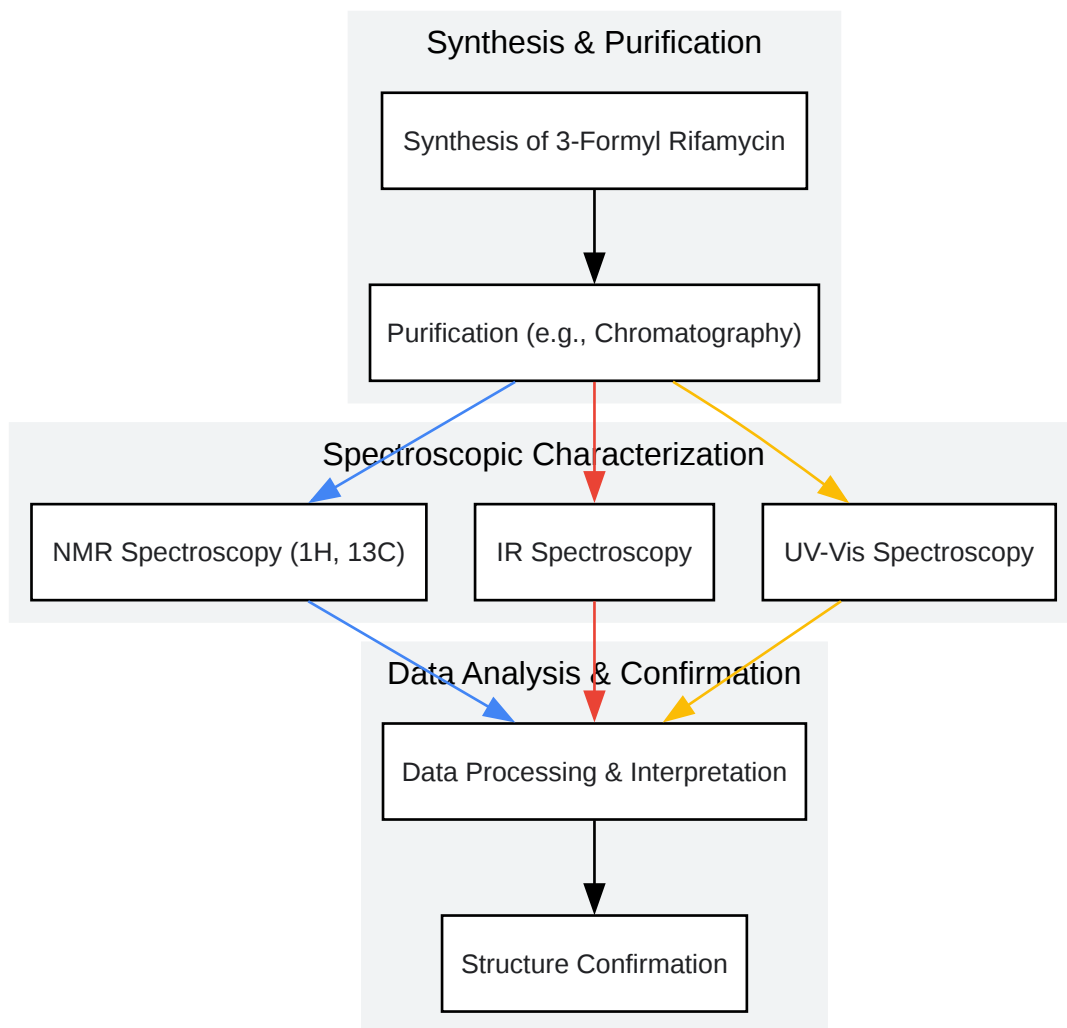 Synthesis & Purification
Synthesis of 3-Formyl Rifamycin
Purification (e.g., Chromatography)
Spectroscopic Characterization
NMR Spectroscopy (1H, 13C)
IR Spectroscopy
UV-Vis Spectroscopy
Data Analysis & Confirmation
Data Processing & Interpretation
Structure Confirmation